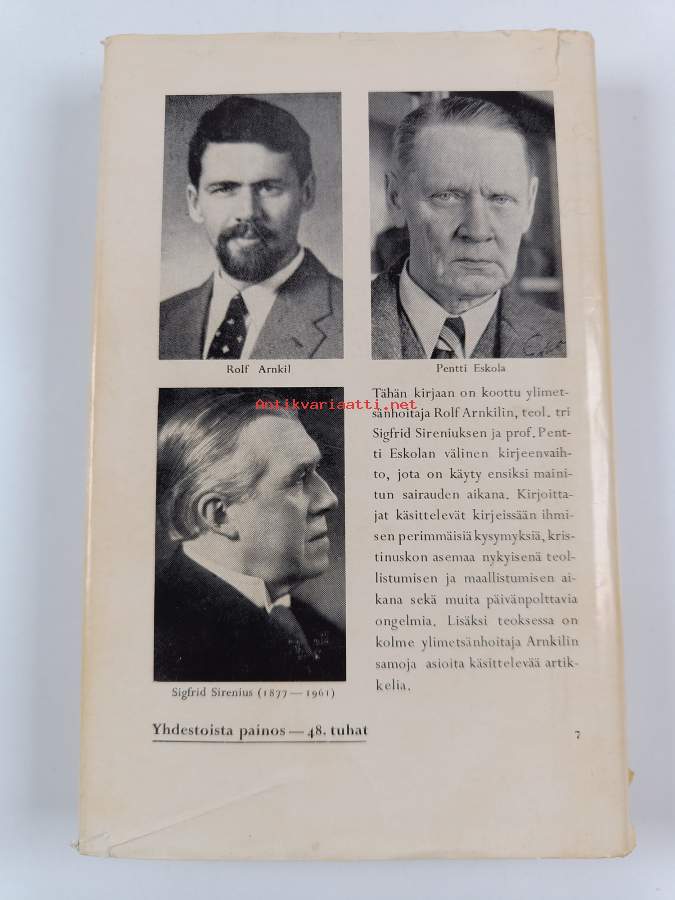 Rolf Arnkil
Pentti Eskola
Antikvariaatti.net
Tähän kirjaan on koottu ylimet-
sänhoitaja Rolf Arnkilin, teol. tri
Sigfrid Sireniuksen ja prof. Pent-
ti Eskolan välinen kirjeenvaih-
to, jota on käyty ensiksi maini-
tun sairauden aikana. Kirjoitta-
jat käsittelevät kirjeissään ihmi-
sen perimmäisiä kysymyksiä, kris-
tinuskon asemaa nykyisenä teol-
listumisen ja maallistumisen ai-
kana sekä muita päivänpolttavia
ongelmia. Lisäksi teoksessa on
kolme ylimetsänhoitaja Arnkilin
samoja asioita käsittelevää artik-
kelia.
Sigfrid Sirenius (1877—1961)
Yhdestoista painos—48. tuhat
7